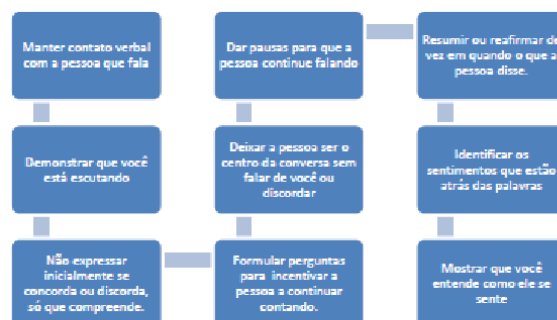 Manter contato verbal
com a pessoa que fala
Demonstrar que você
está escutando
Não expressar
inicialmente se
concorda ou discorda,
só que compreende.
Formular perguntas
para incentivar a
pessoa a continuar
contando.
Deixar a pessoa ser o
centro da conversa sem
falar de você ou
discordar
Dar pausas para que a
pessoa continue falando
Resumir ou reafirmar de
vez em quando o que a
pessoa disse.
Identificar os
sentimentos que estão
atrás das palavras
Mostrar que você
entende como ele se
sente